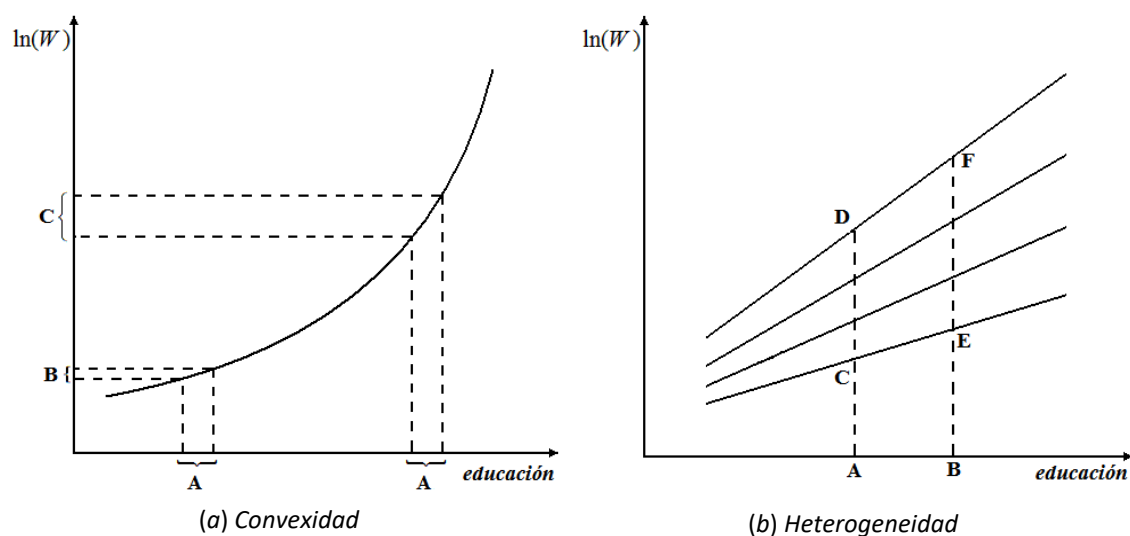 ln(W)
C
B
A
A
educación
(a) Convexidad
ln(W)
F
D
E
C
A
B
educación
(b) Heterogeneidad